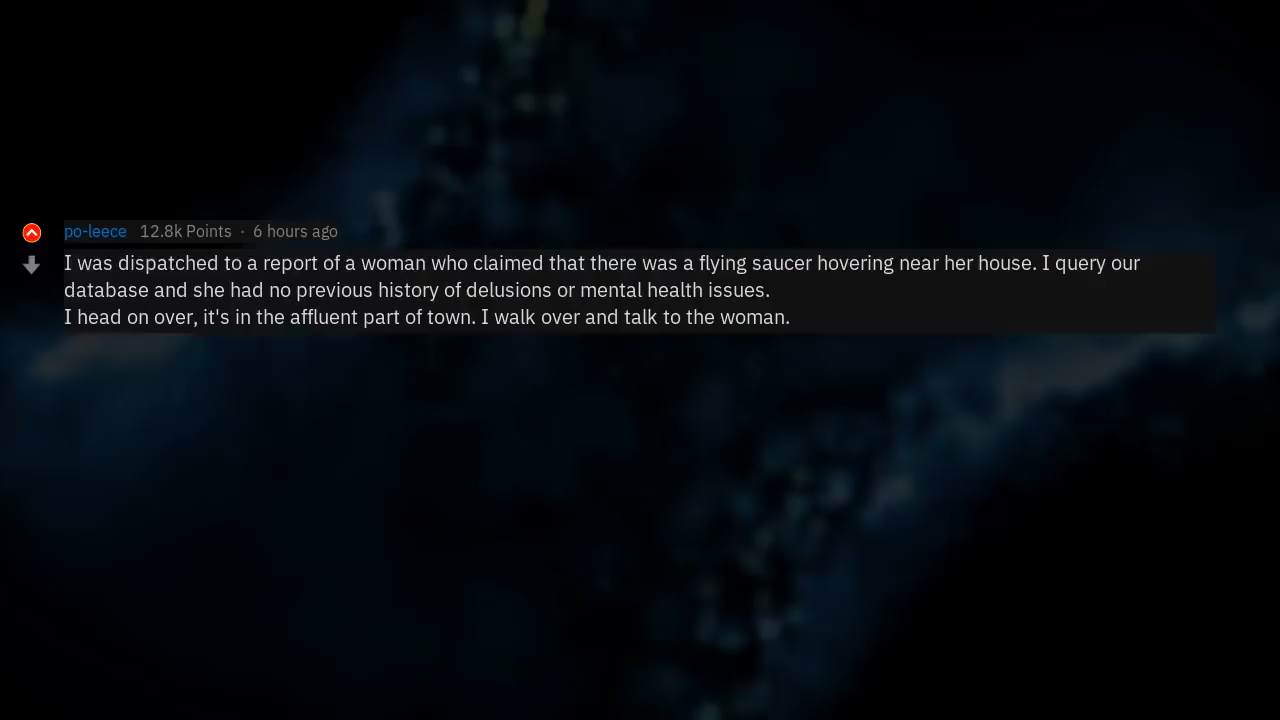 po-leece 12.8k Points · 6 hours ago
I was dispatched to a report of a woman who claimed that there was a flying saucer hovering near her house. I query our
database and she had no previous history of delusions or mental health issues.
I head on over, it's in the affluent part of town. I walk over and talk to the woman.